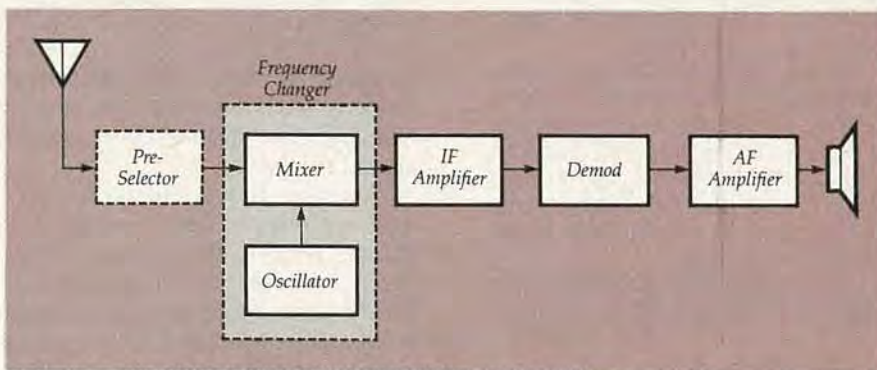 Frequency
Changer
Pre-
Selector
Mixer
IF
Amplifier
Demod
AF
Amplifier
Oscillator